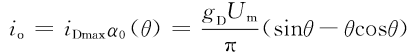 i_o = i_Dmax α_0(θ) = g_D U_m / π (sinθ − θcosθ)